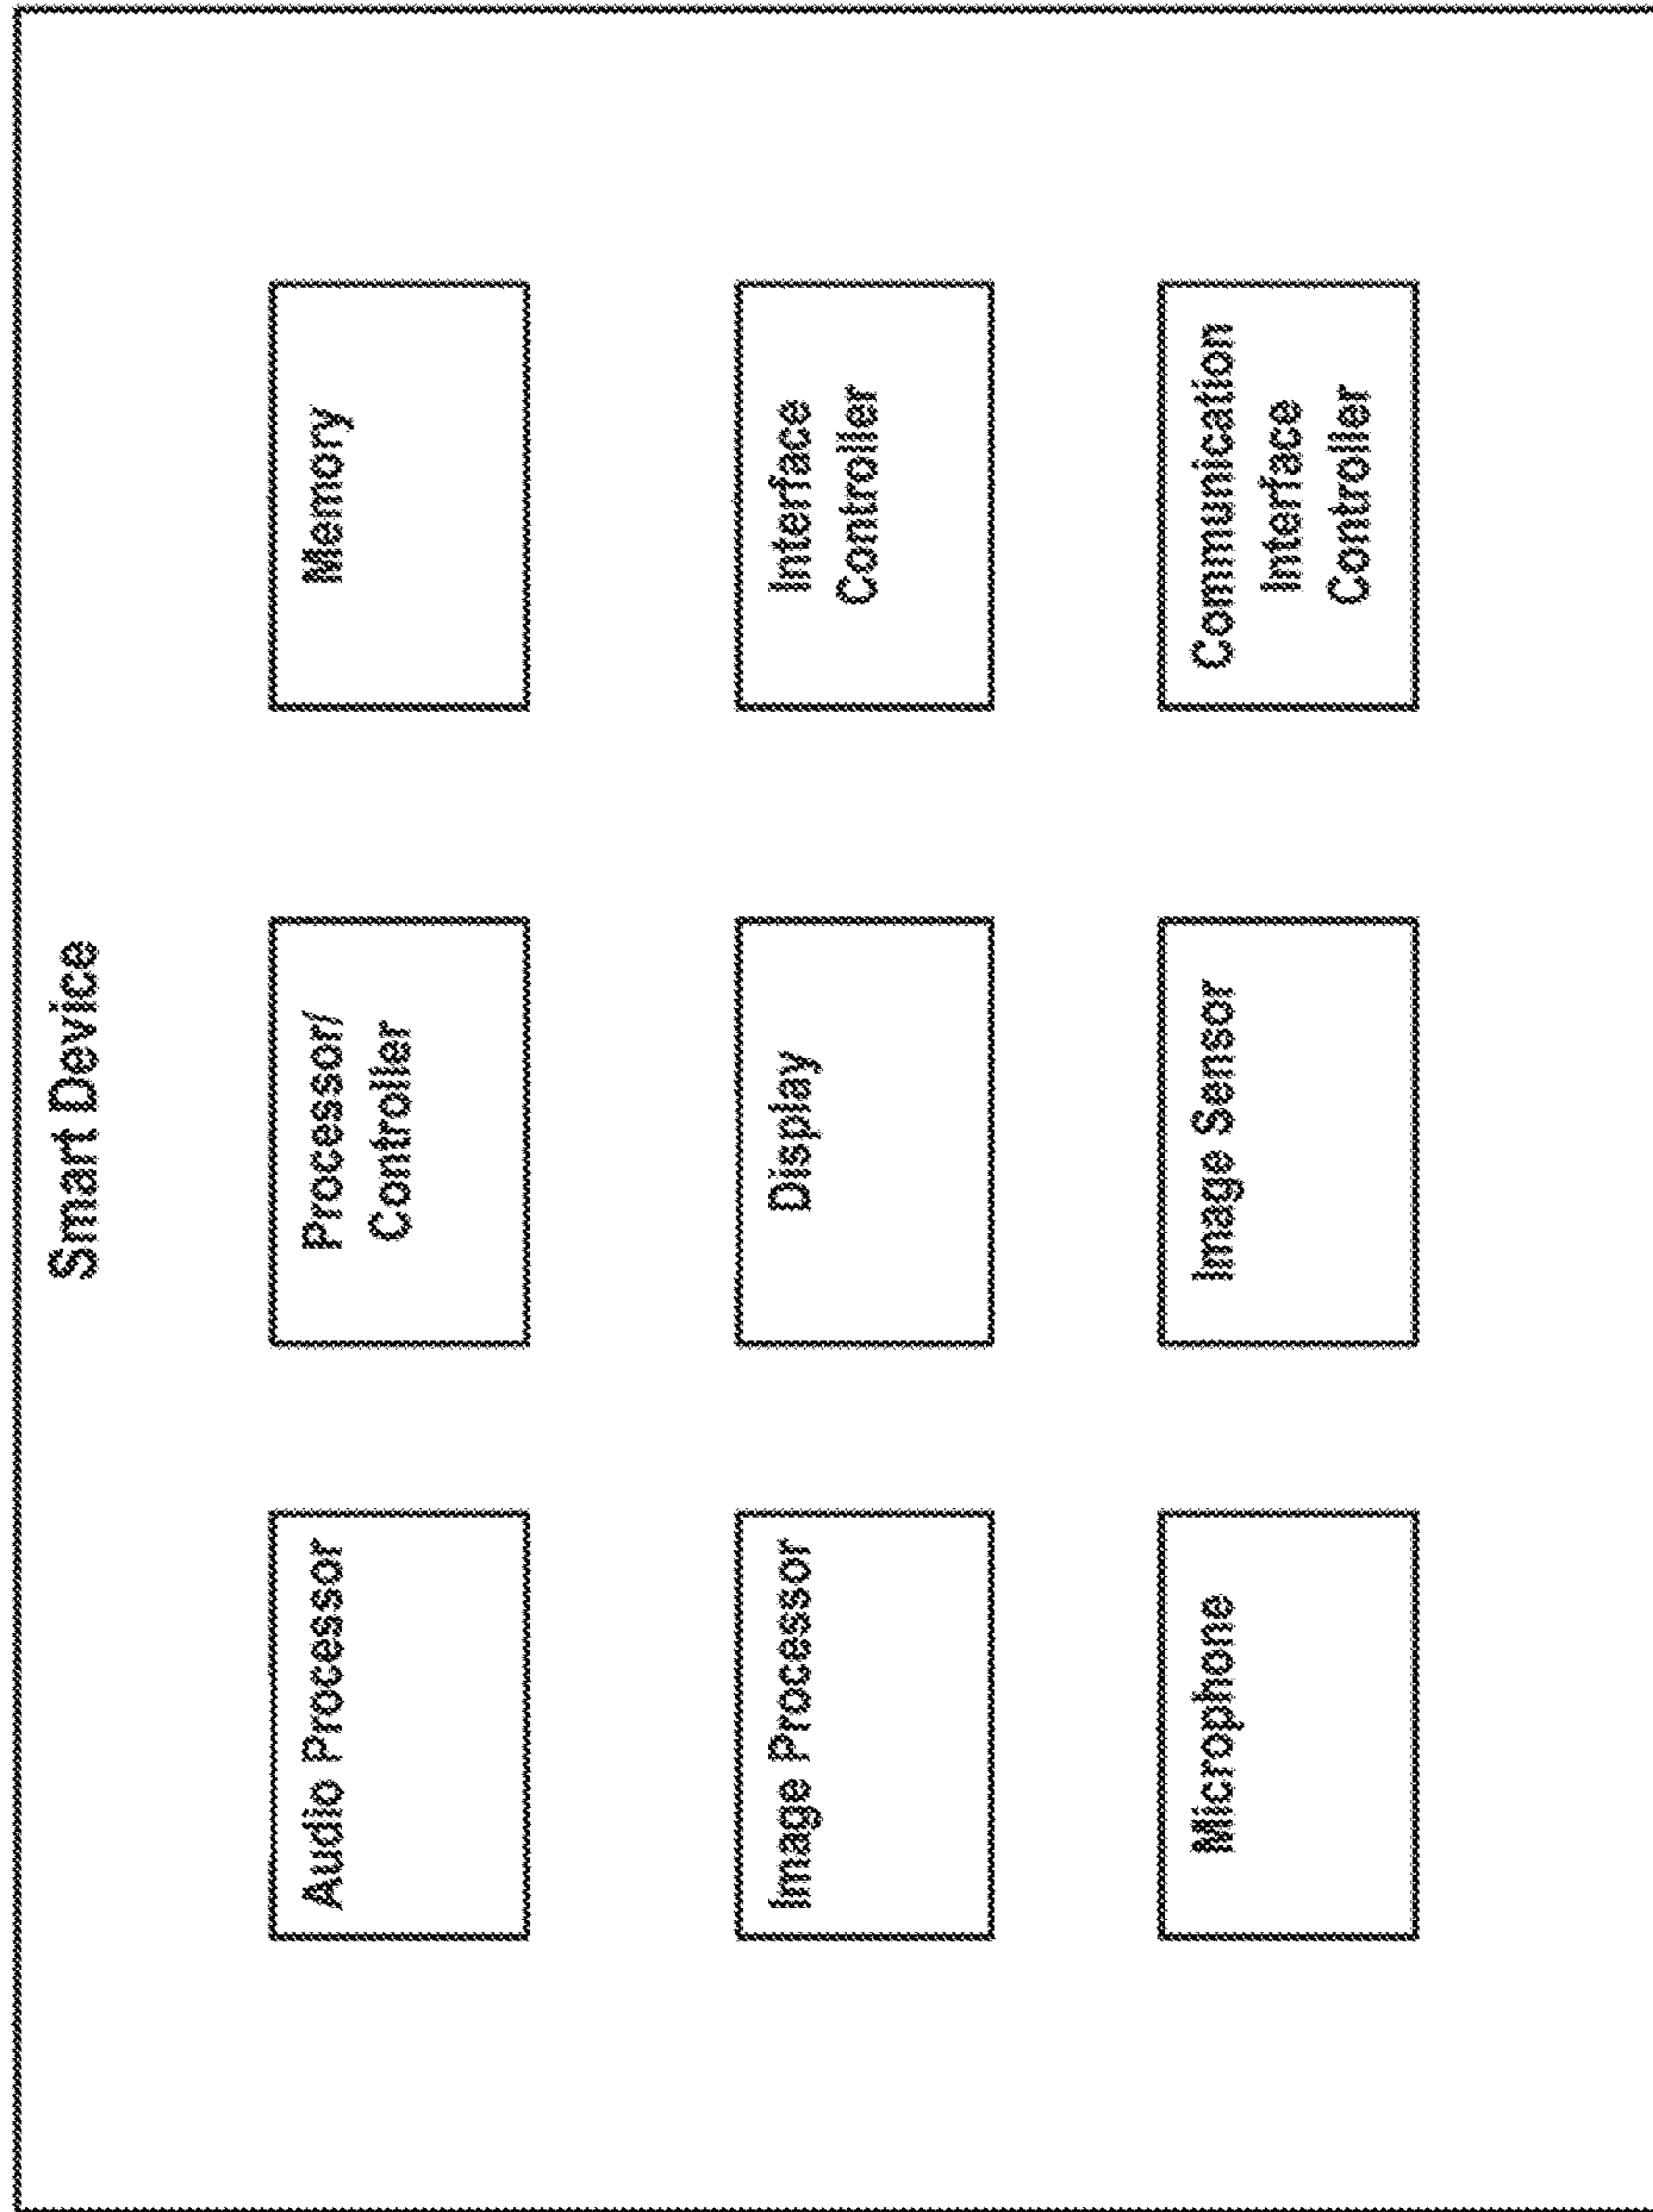 Smart Device
Audio Processor
Processor/
Controller
Memory
Image Processor
Display
Interface
Controller
Microphone
Image Sensor
Communication
Interface
Controller